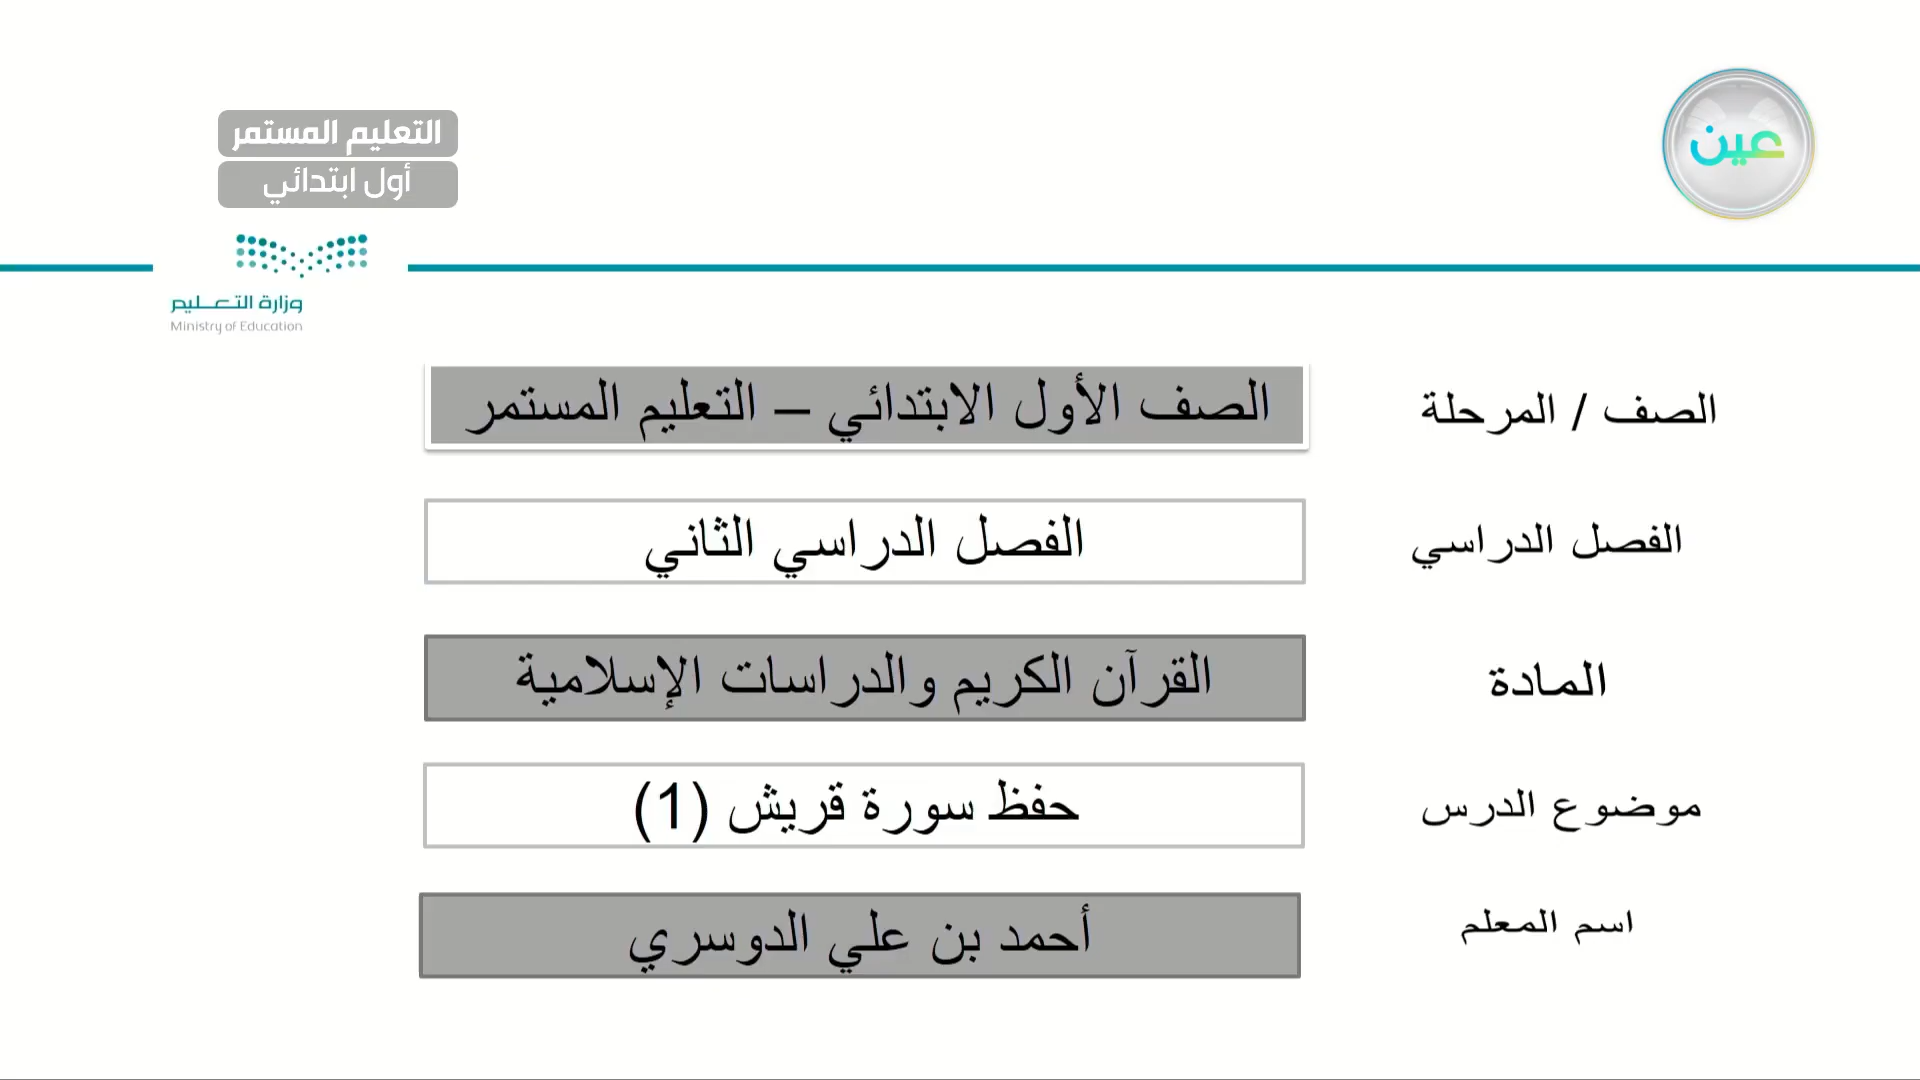 عين
التعليم المستمر
أول ابتدائي
وزارة التعليم
Ministry of Education
الصف / المرحلة
الصف الأول الابتدائي – التعليم المستمر
الفصل الدراسي
الفصل الدراسي الثاني
المادة
القرآن الكريم والدراسات الإسلامية
موضوع الدرس
حفظ سورة قريش (1)
اسم المعلم
أحمد بن علي الدوسري